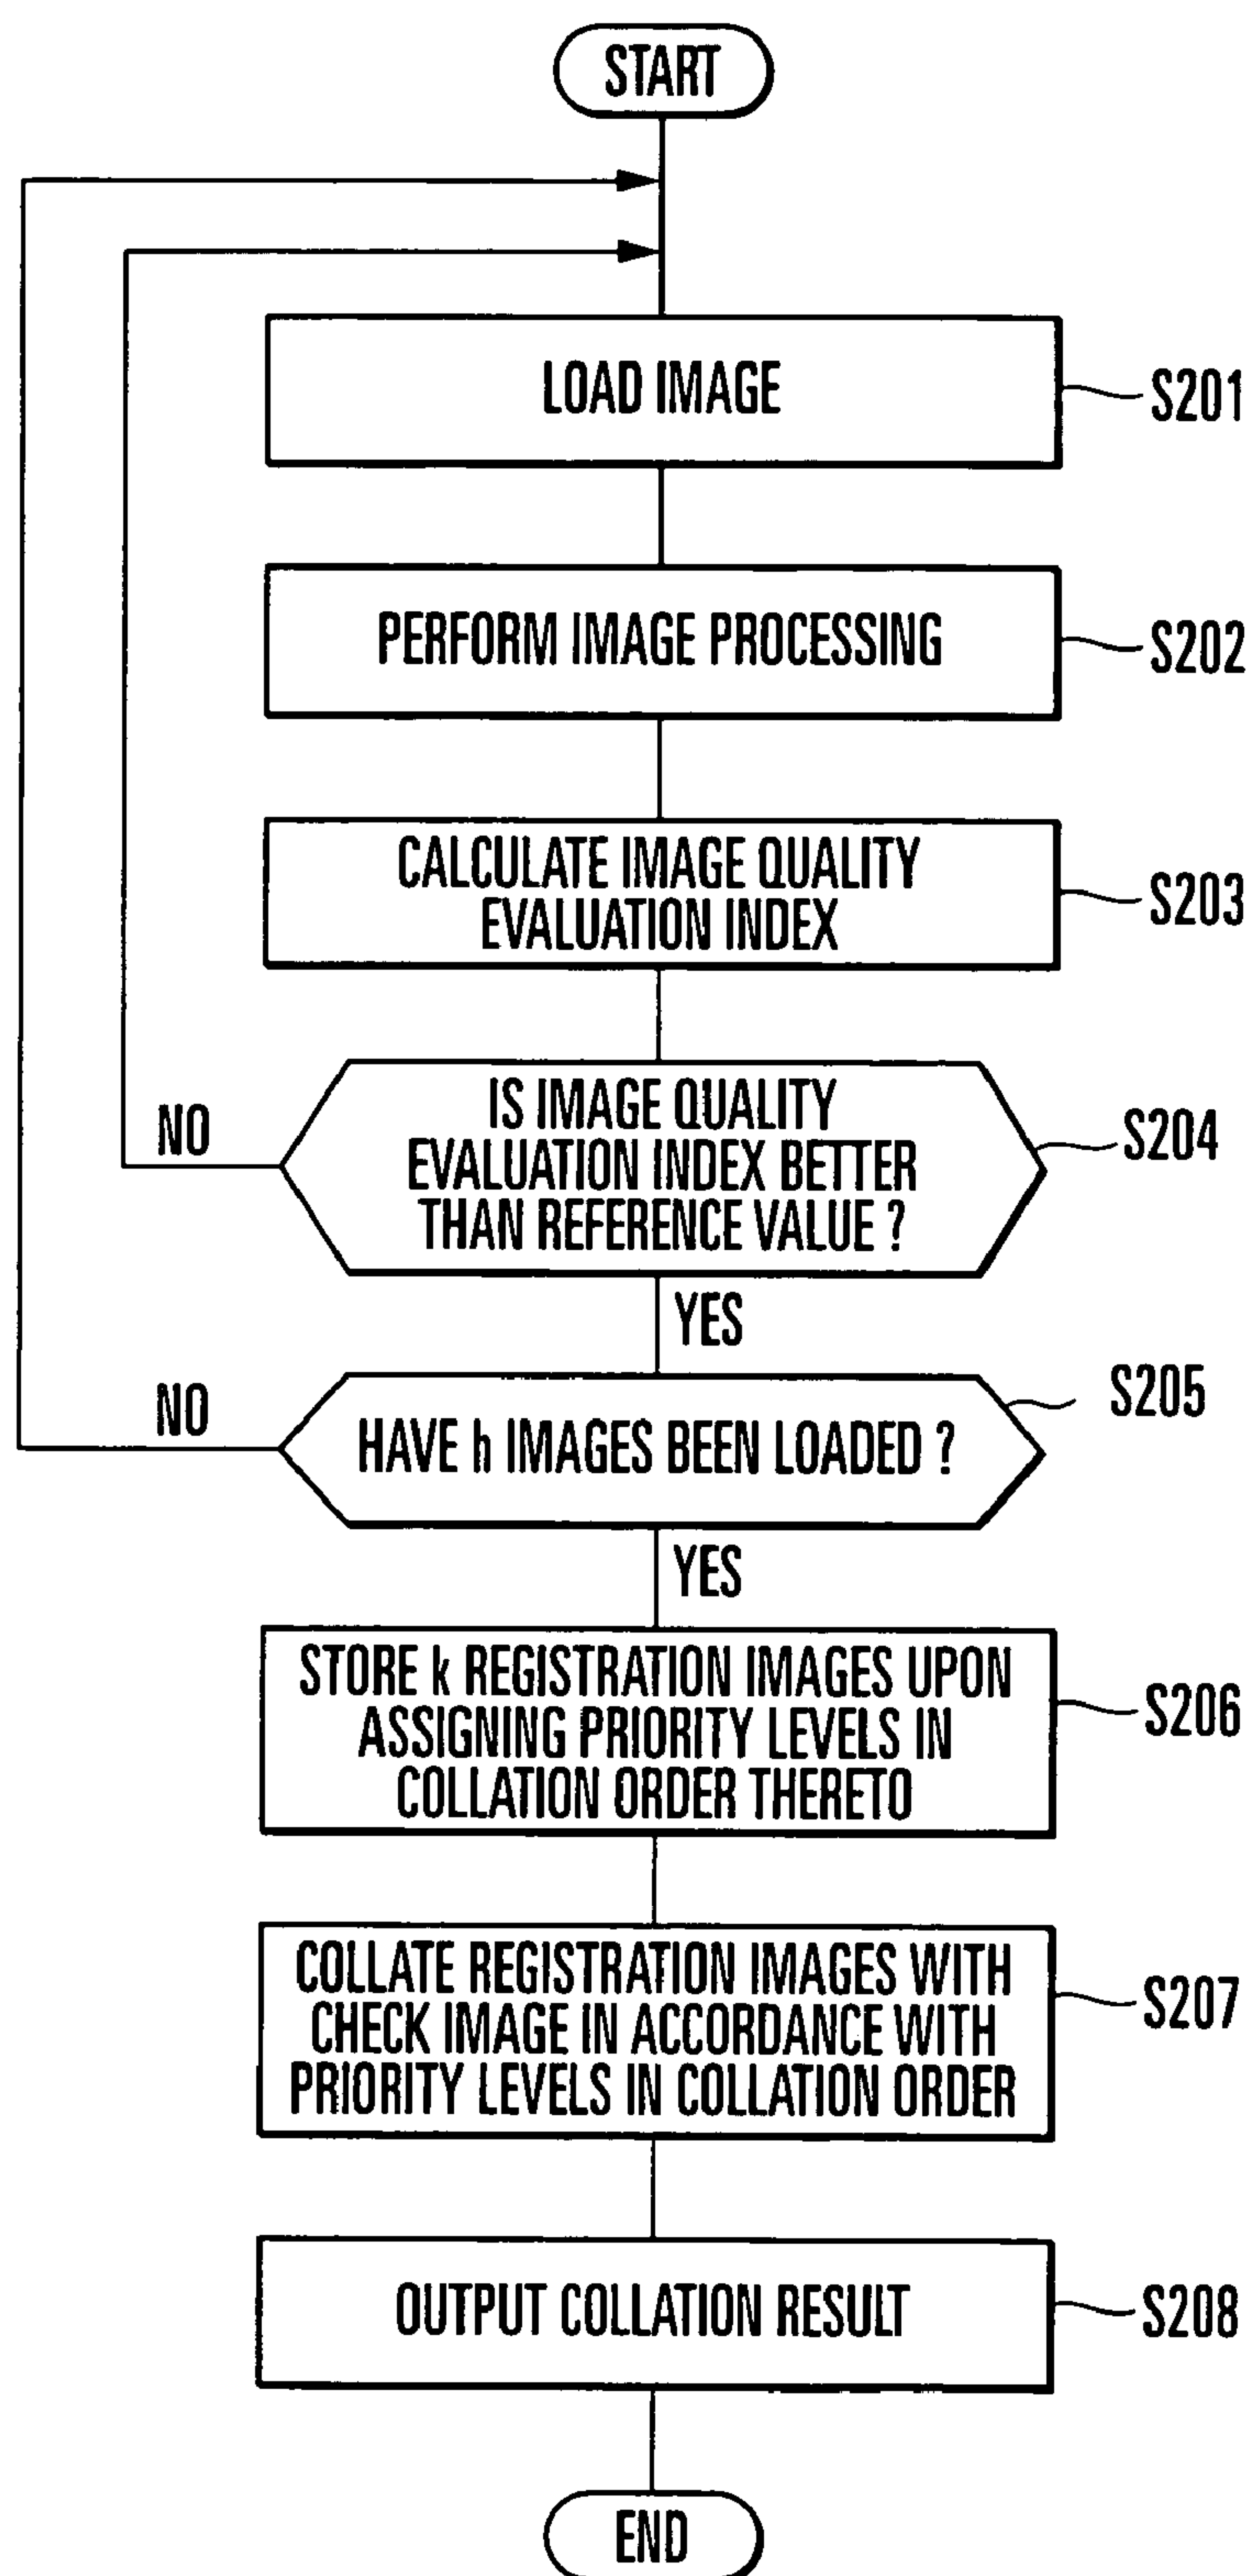 START
LOAD IMAGE
S201
PERFORM IMAGE PROCESSING
S202
CALCULATE IMAGE QUALITY
EVALUATION INDEX
S203
IS IMAGE QUALITY
EVALUATION INDEX BETTER
THAN REFERENCE VALUE ?
S204
NO
YES
HAVE h IMAGES BEEN LOADED ?
S205
NO
YES
STORE k REGISTRATION IMAGES UPON
ASSIGNING PRIORITY LEVELS IN
COLLATION ORDER THERETO
S206
COLLATE REGISTRATION IMAGES WITH
CHECK IMAGE IN ACCORDANCE WITH
PRIORITY LEVELS IN COLLATION ORDER
S207
OUTPUT COLLATION RESULT
S208
END